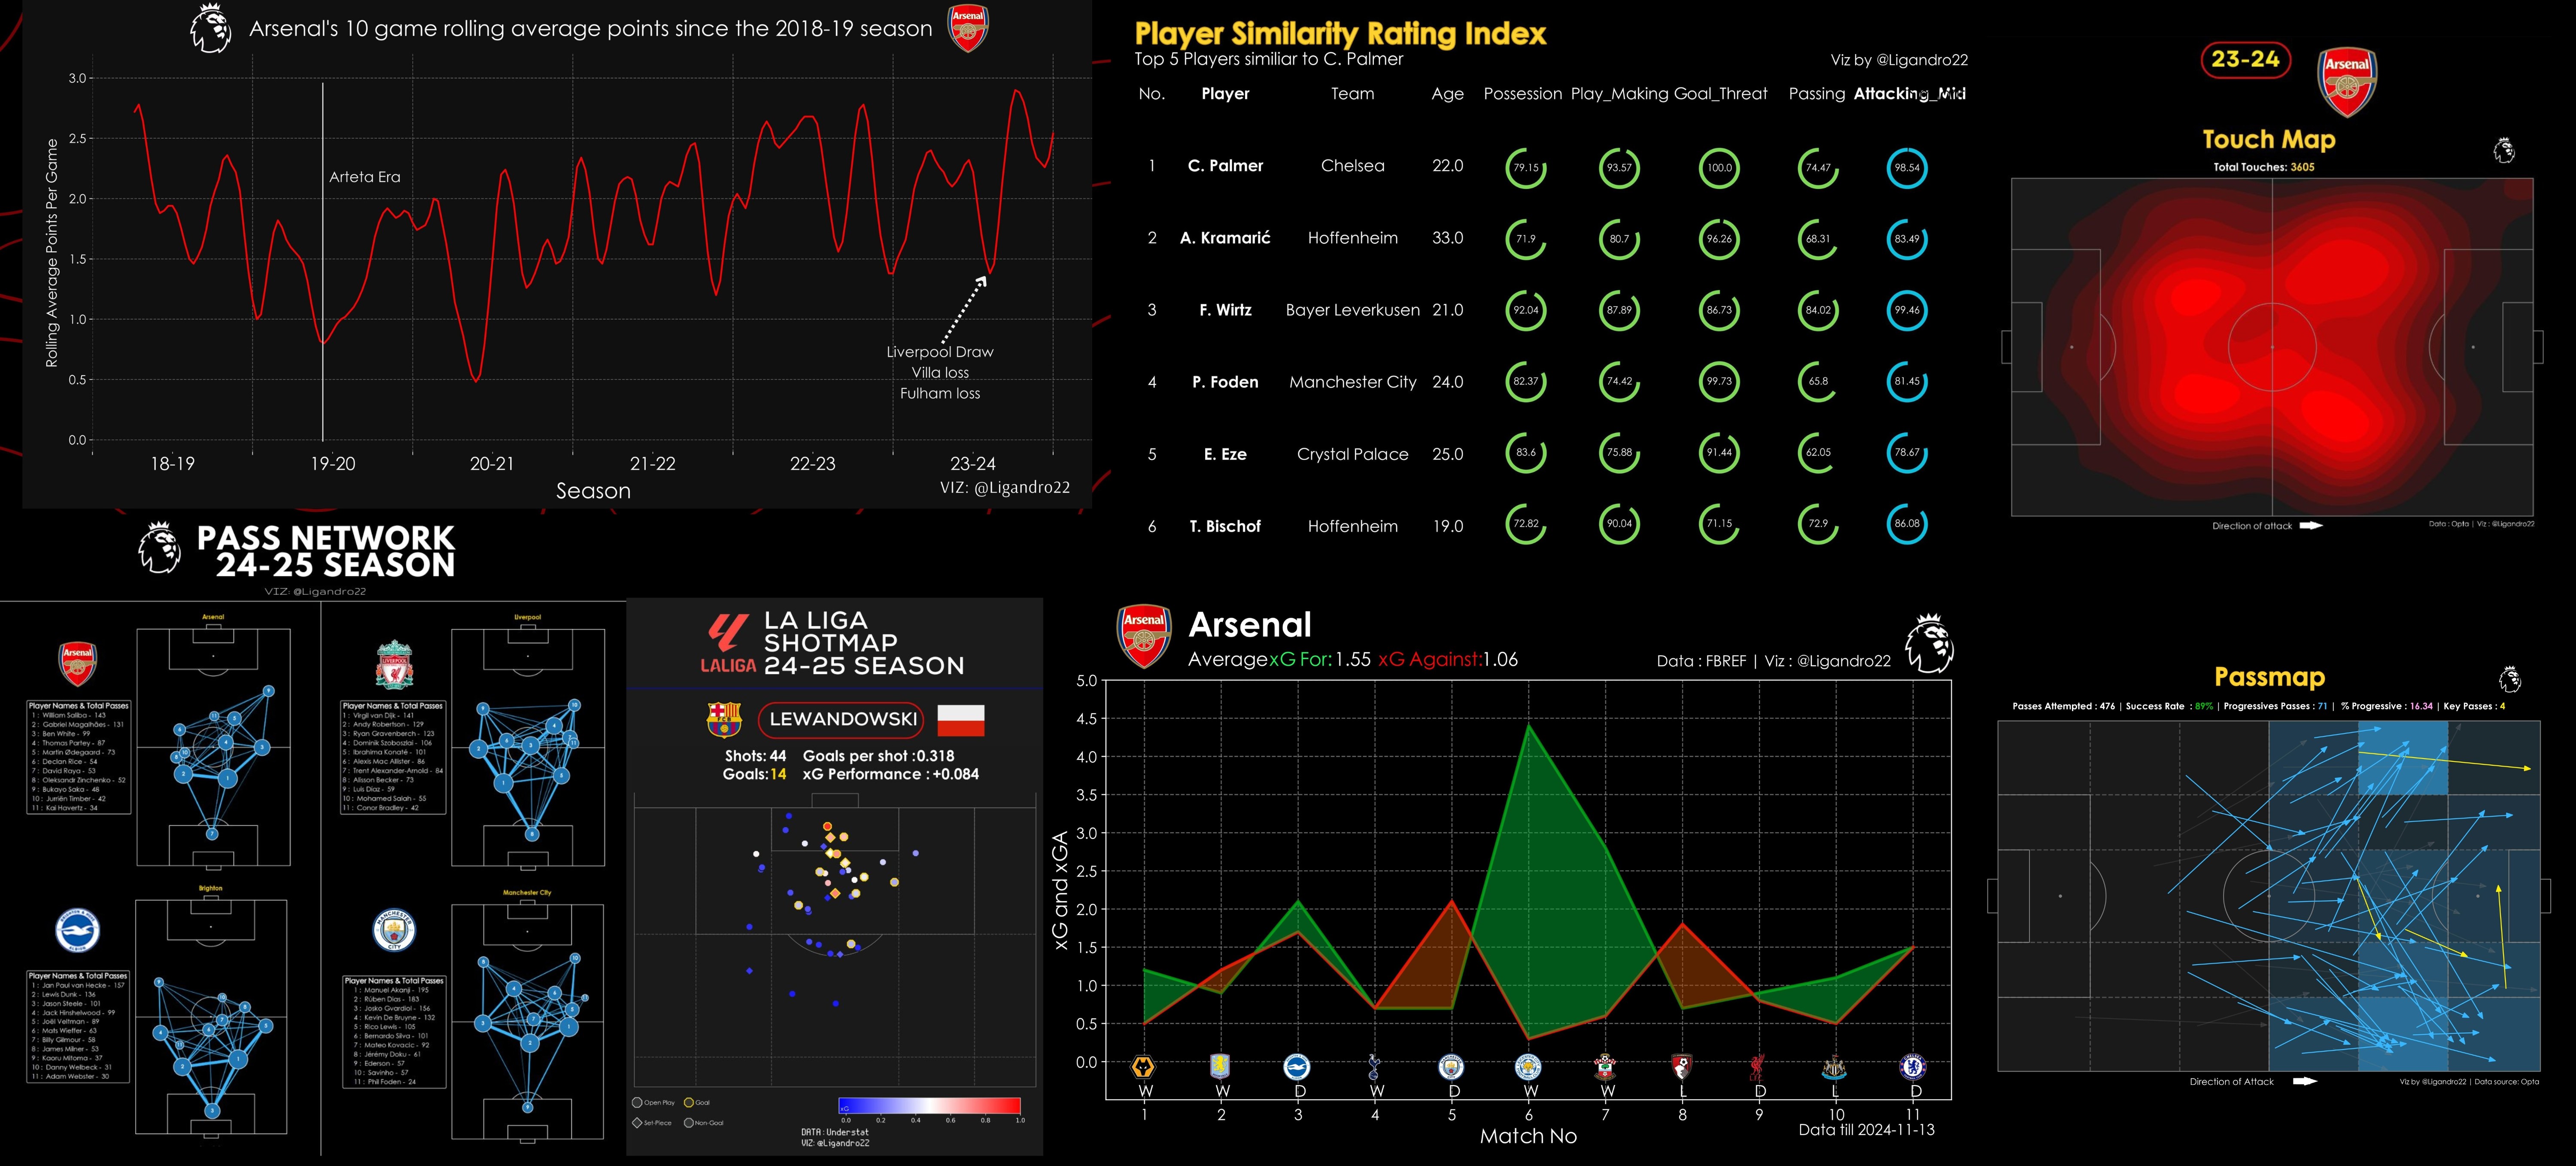 Arsenal's 10 game rolling average points since the 2018-19 season
Arsenal
Rolling Average Points Per Game
3.0
2.5
2.0
1.5
1.0
0.5
0.0
Arteta Era
Liverpool Draw
Villa loss
Fulham loss
18-19
19-20
20-21
21-22
22-23
23-24
Season
VIZ: @Ligandro22
Player Similarity Rating Index
Top 5 Players similiar to C. Palmer
Viz by @Ligandro22
No. Player Team Age Possession Play_Making Goal_Threat Passing Attacking_Mid
1 C. Palmer Chelsea 22.0 79.15 93.57 100.0 74.47 98.54
2 A. Kramarić Hoffenheim 33.0 71.9 80.7 96.26 68.31 83.49
3 F. Wirtz Bayer Leverkusen 21.0 92.04 87.89 86.73 84.02 99.46
4 P. Foden Manchester City 24.0 82.37 74.42 99.73 65.8 81.45
5 E. Eze Crystal Palace 25.0 83.6 75.88 91.44 62.05 78.67
6 T. Bischof Hoffenheim 19.0 72.82 90.04 71.15 72.9 86.08
23-24
Arsenal
Touch Map
Total Touches: 3605
Direction of attack
Data : Opta | Viz : @Ligandro22
PASS NETWORK
24-25 SEASON
VIZ: @Ligandro22
Arsenal
Arsenal
Player Names & Total Passes
1 : William Saliba - 143
2 : Gabriel Magalhães - 131
3 : Ben White - 99
4 : Thomas Partey - 87
5 : Martin Ødegaard - 73
6 : Declan Rice - 54
7 : David Raya - 53
8 : Oleksandr Zinchenko - 52
9 : Bukayo Saka - 48
10 : Jurriën Timber - 42
11 : Kai Havertz - 34
Liverpool
Player Names & Total Passes
1 : Virgil van Dijk - 141
2 : Andy Robertson - 129
3 : Ryan Gravenberch - 123
4 : Dominik Szoboszlai - 106
5 : Ibrahima Konaté - 101
6 : Alexis Mac Allister - 86
7 : Trent Alexander-Arnold - 84
8 : Alisson Becker - 73
9 : Luis Díaz - 59
10 : Mohamed Salah - 55
11 : Conor Bradley - 42
Brighton
Player Names & Total Passes
1 : Jan Paul van Hecke - 157
2 : Lewis Dunk - 136
3 : Jason Steele - 101
4 : Jack Hinshelwood - 99
5 : Joël Veltman - 89
6 : Mats Wieffer - 63
7 : Billy Gilmour - 58
8 : James Milner - 53
9 : Kaoru Mitoma - 37
10 : Danny Welbeck - 31
11 : Adam Webster - 30
Manchester City
Player Names & Total Passes
1 : Manuel Akanji - 195
2 : Rúben Dias - 183
3 : Josko Gvardiol - 156
4 : Kevin De Bruyne - 132
5 : Rico Lewis - 105
6 : Bernardo Silva - 101
7 : Mateo Kovacic - 92
8 : Jérémy Doku - 61
9 : Ederson - 57
10 : Savinho - 57
11 : Phil Foden - 24
LALIGA
LA LIGA
SHOTMAP
24-25 SEASON
LEWANDOWSKI
Shots: 44 Goals per shot :0.318
Goals:14 xG Performance : +0.084
Open Play
Goal
Set-Piece
Non-Goal
xG
0.0 0.2 0.4 0.6 0.8 1.0
DATA: Understat
VIZ: @Ligandro22
Arsenal
Arsenal
AveragexG For: 1.55 xG Against:1.06
Data : FBREF | Viz : @Ligandro22
xG and xGA
5.0
4.5
4.0
3.5
3.0
2.5
2.0
1.5
1.0
0.5
0.0
W W D W D W W L D L D
1 2 3 4 5 6 7 8 9 10 11
Match No
Data till 2024-11-13
Passmap
Passes Attempted : 476 | Success Rate : 89% | Progressives Passes : 71 | % Progressive : 16.34 | Key Passes : 4
Direction of Attack
Viz by @Ligandro22 | Data source: Opta